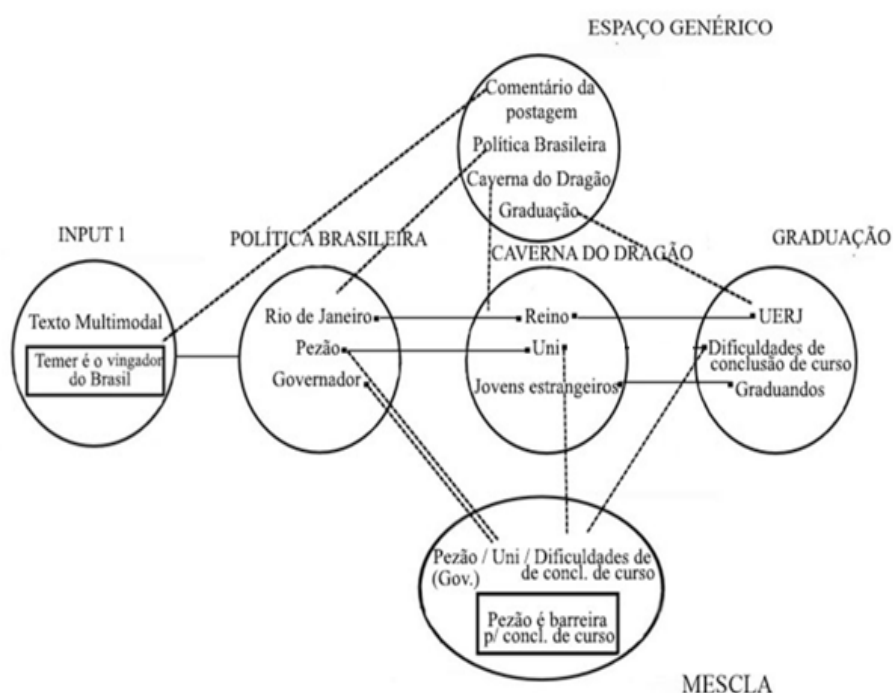 ESPAÇO GENÉRICO
Comentário da
postagem
Política Brasileira
Caverna do Dragão
Graduação
INPUT 1
Texto Multimodal
Temer é o vingador
do Brasil
POLÍTICA BRASILEIRA
Rio de Janeiro
Pezão
Governador
CAVERNA DO DRAGÃO
Reino
Uni
Jovens estrangeiros
GRADUAÇÃO
UERJ
Dificuldades de
conclusão de curso
Graduandos
Pezão / Uni / Dificuldades de
(Gov.) de concl. de curso
Pezão é barreira
p/ concl. de curso
MESCLA